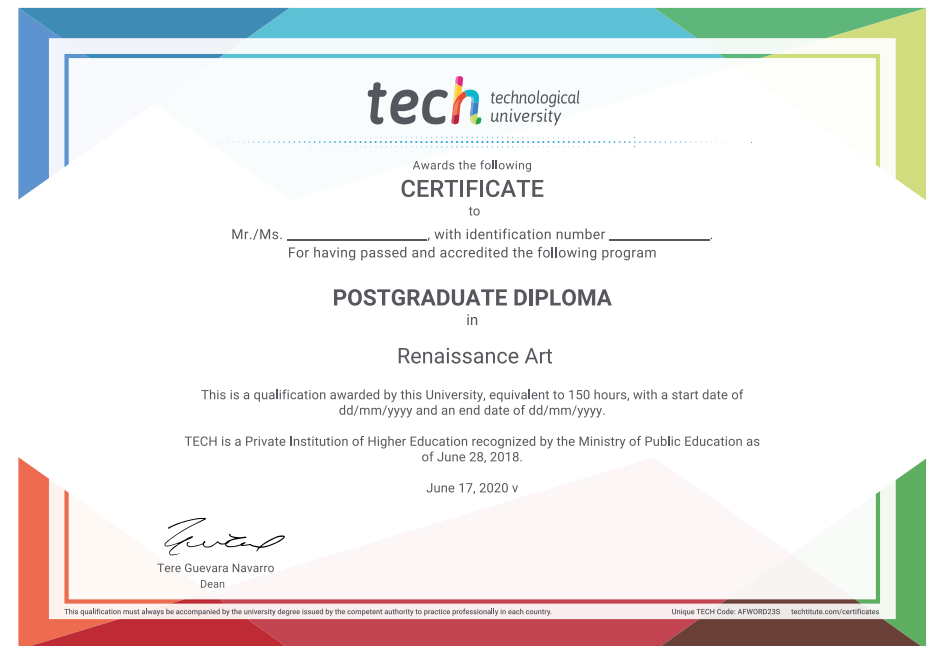 tech technological
university
Awards the following
CERTIFICATE
to
Mr./Ms. ____________________, with identification number ______________.
For having passed and accredited the following program
POSTGRADUATE DIPLOMA
in
Renaissance Art
This is a qualification awarded by this University, equivalent to 150 hours, with a start date of
dd/mm/yyyy and an end date of dd/mm/yyyy.
TECH is a Private Institution of Higher Education recognized by the Ministry of Public Education as
of June 28, 2018.
June 17, 2020 v
Tere Guevara Navarro
Dean
This qualification must always be accompanied by the university degree issued by the competent authority to practice professionally in each country.
Unique TECH Code: AFWORD23S techtitute.com/certificates